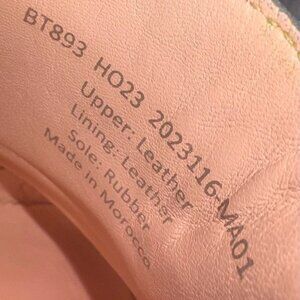 BT893 HO23 2023116-MA01
Upper: Leather
Lining: Leather
Sole: Rubber
Made in Morocco